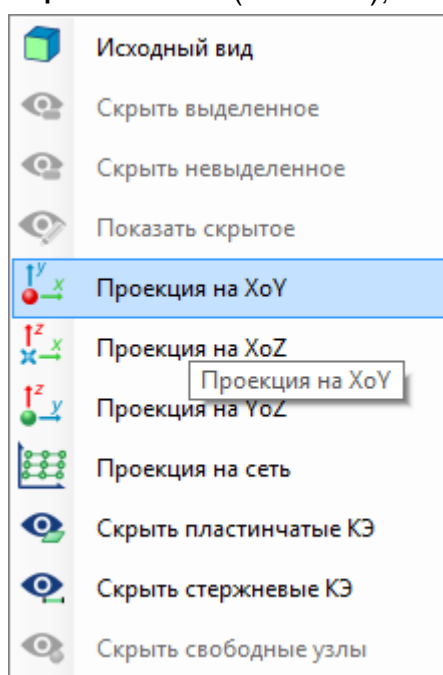 Исходный вид
Скрыть выделенное
Скрыть невыделенное
Показать скрытое
y
x
Проекция на XoY
z
x
Проекция на XoZ
Проекция на XoY
z
y
Проекция на YoZ
Проекция на сеть
Скрыть пластинчатые КЭ
Скрыть стержневые КЭ
Скрыть свободные узлы